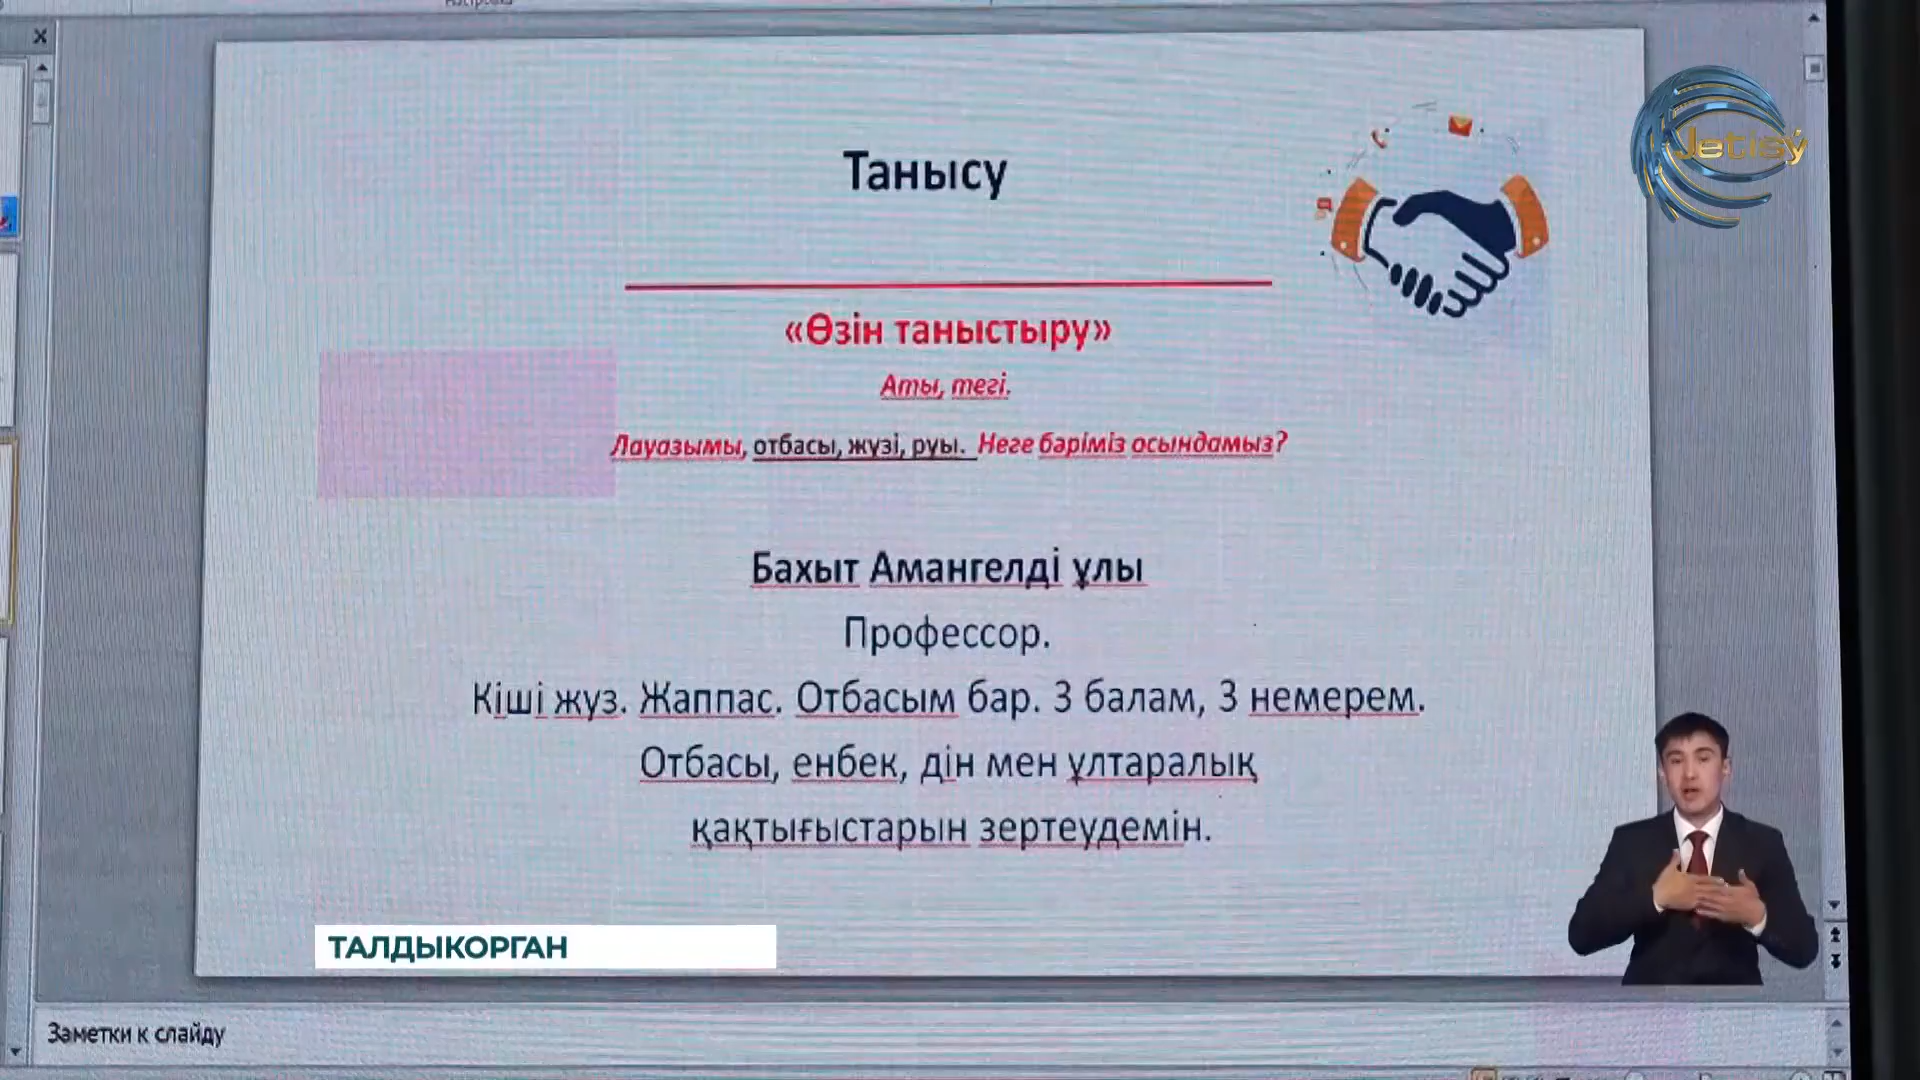 Jetisý
Танысу
«Өзін таныстыру»
Аты, тегі.
Лауазымы, отбасы, жүзі, руы. Неге бәріміз осындамыз?
Бахыт Амангелді ұлы
Профессор.
Кіші жүз. Жаппас. Отбасым бар. 3 балам, 3 немерем.
Отбасы, енбек, дін мен ұлтаралық
қақтығыстарын зертеудемін.
ТАЛДЫКОРГАН
Заметки к слайду